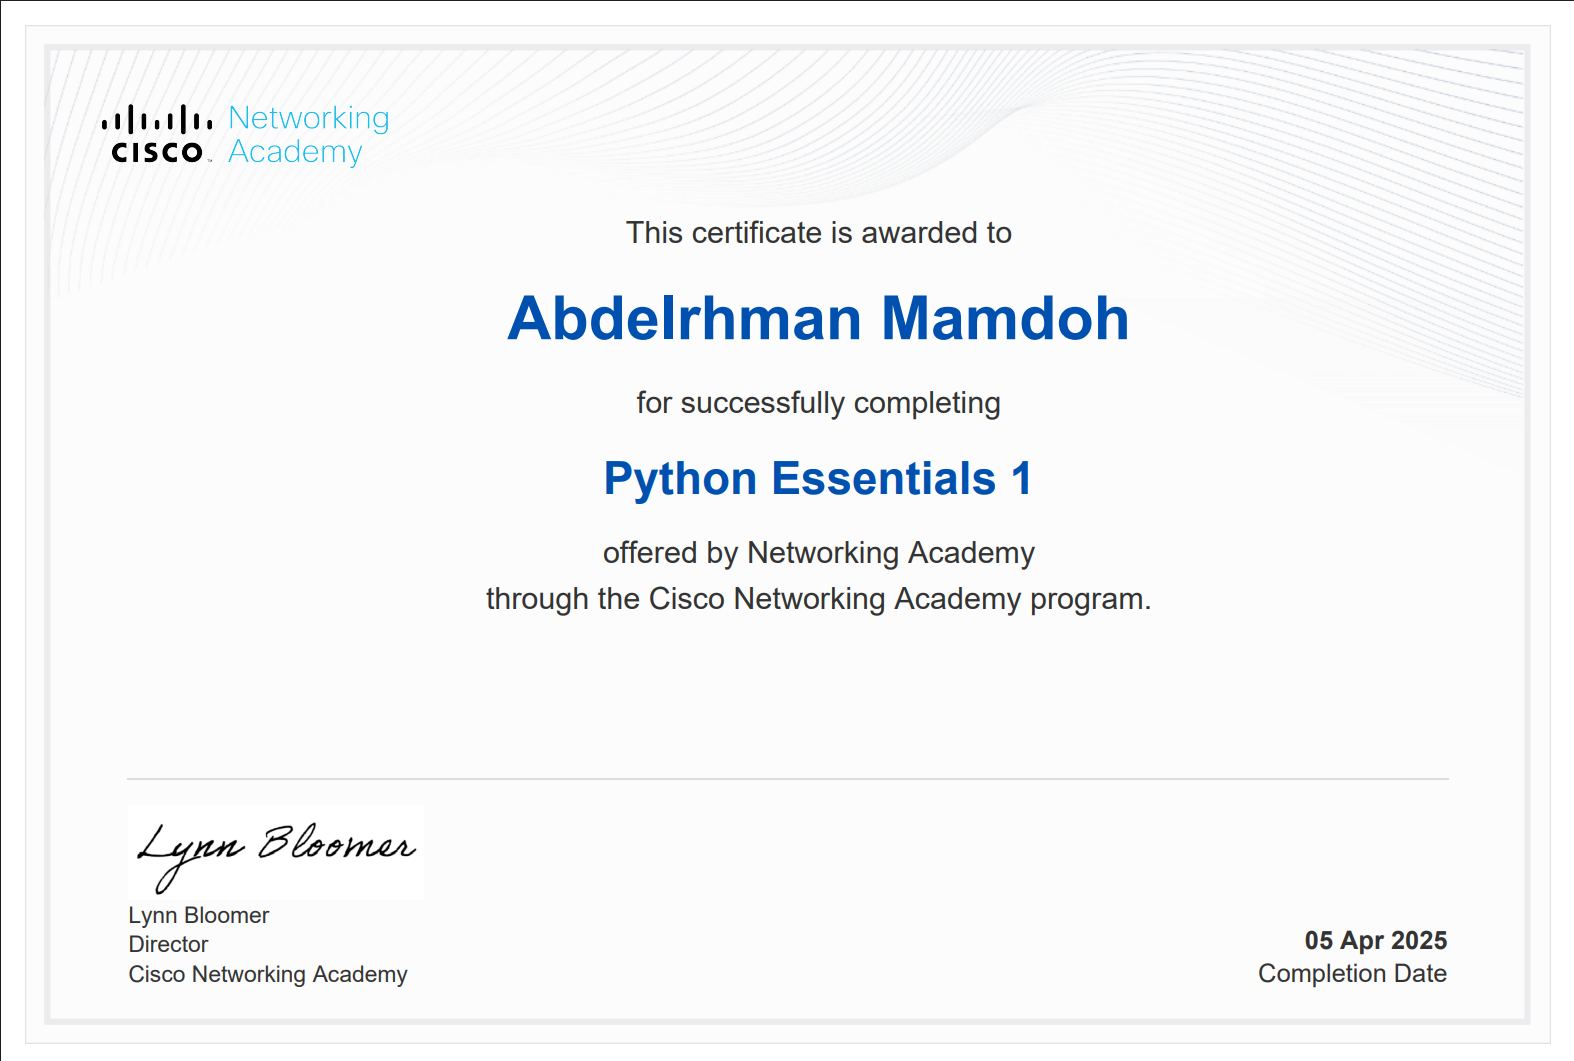 Networking
CISCO™ Academy
This certificate is awarded to
Abdelrhman Mamdoh
for successfully completing
Python Essentials 1
offered by Networking Academy
through the Cisco Networking Academy program.
Lynn Bloomer
Lynn Bloomer
Director
Cisco Networking Academy
05 Apr 2025
Completion Date